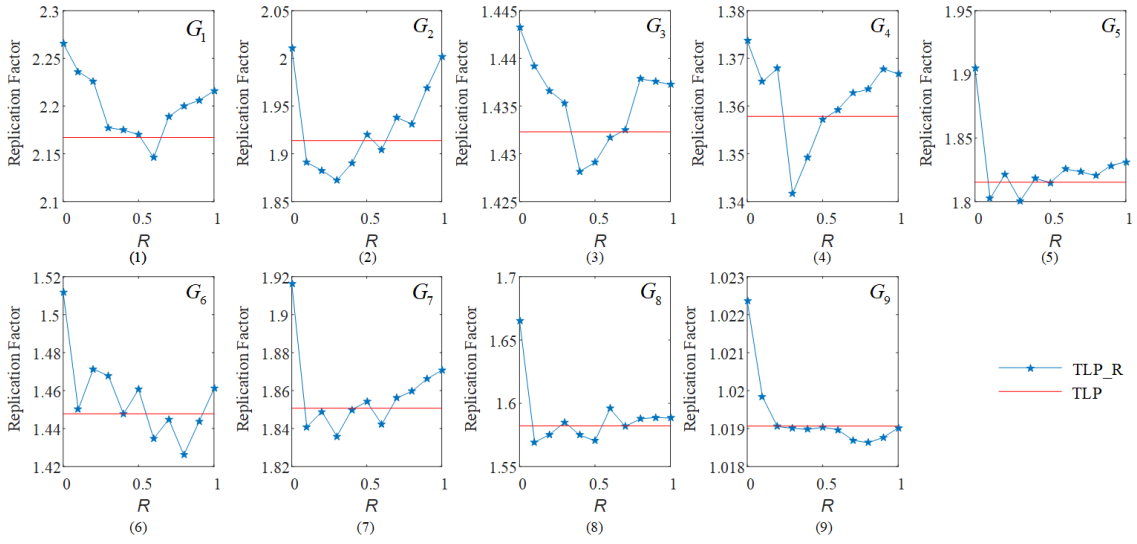 G1
Replication Factor
2.3
2.25
2.2
2.15
2.1
0 0.5 1
R
(1)
G2
Replication Factor
2.05
2
1.95
1.9
1.85
0 0.5 1
R
(2)
G3
Replication Factor
1.445
1.44
1.435
1.43
1.425
0 0.5 1
R
(3)
G4
Replication Factor
1.38
1.37
1.36
1.35
1.34
0 0.5 1
R
(4)
G5
Replication Factor
1.95
1.9
1.85
1.8
0 0.5 1
R
(5)
G6
Replication Factor
1.52
1.5
1.48
1.46
1.44
1.42
0 0.5 1
R
(6)
G7
Replication Factor
1.92
1.9
1.88
1.86
1.84
1.82
0 0.5 1
R
(7)
G8
Replication Factor
1.7
1.65
1.6
1.55
0 0.5 1
R
(8)
G9
Replication Factor
1.023
1.022
1.021
1.02
1.019
1.018
0 0.5 1
R
(9)
TLP_R
TLP